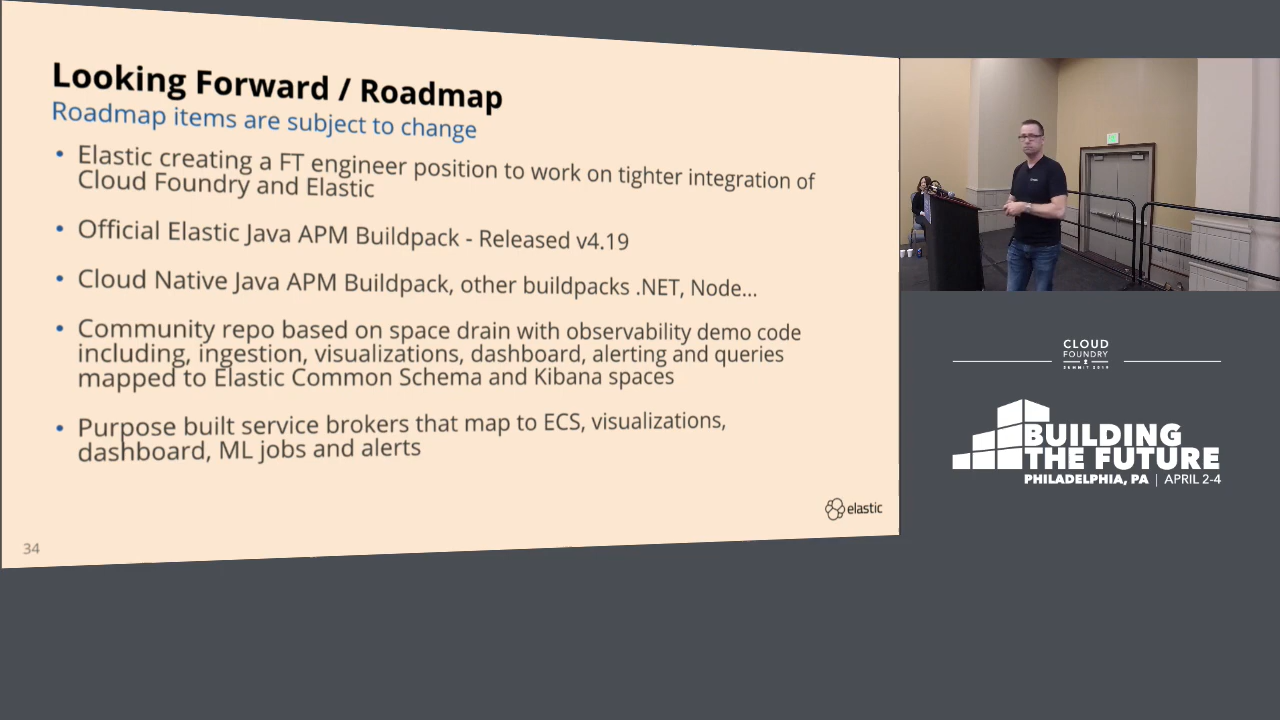 Looking Forward / Roadmap
Roadmap items are subject to change
• Elastic creating a FT engineer position to work on tighter integration of
Cloud Foundry and Elastic
• Official Elastic Java APM Buildpack - Released v4.19
• Cloud Native Java APM Buildpack, other buildpacks .NET, Node...
• Community repo based on space drain with observability demo code
including, ingestion, visualizations, dashboard, alerting and queries
mapped to Elastic Common Schema and Kibana spaces
• Purpose built service brokers that map to ECS, visualizations,
dashboard, ML jobs and alerts
elastic
34
CLOUD
FOUNDRY
SUMMIT 2019
BUILDING
THE FUTURE
PHILADELPHIA, PA | APRIL 2-4